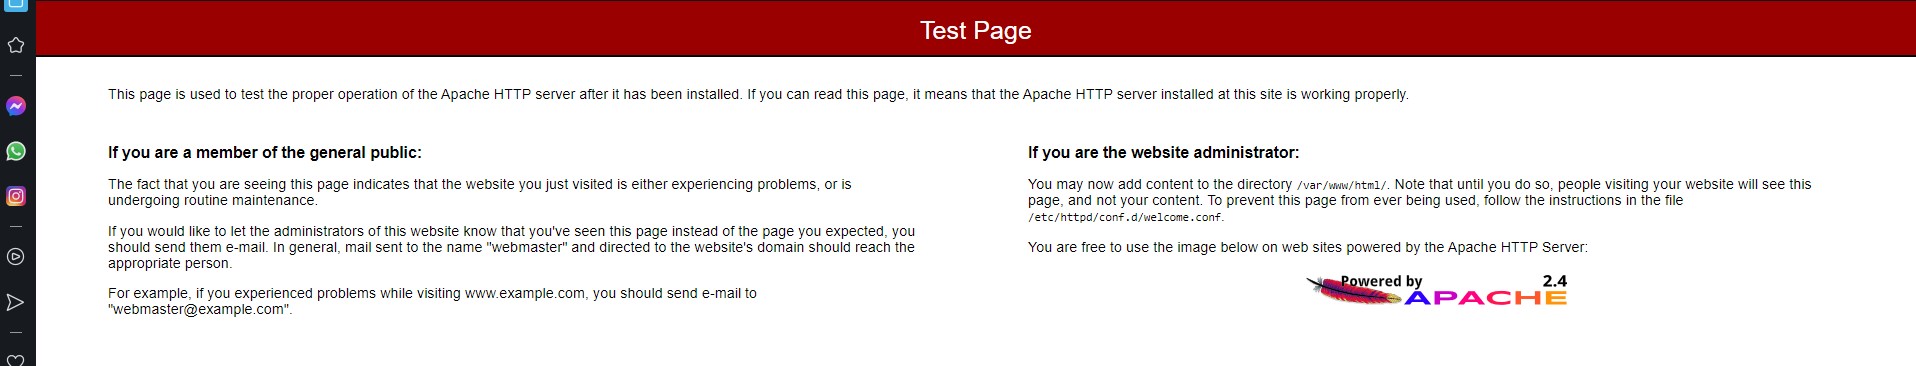 Test Page
This page is used to test the proper operation of the Apache HTTP server after it has been installed. If you can read this page, it means that the Apache HTTP server installed at this site is working properly.
If you are a member of the general public:
The fact that you are seeing this page indicates that the website you just visited is either experiencing problems, or is
undergoing routine maintenance.
If you would like to let the administrators of this website know that you've seen this page instead of the page you expected, you
should send them e-mail. In general, mail sent to the name "webmaster" and directed to the website's domain should reach the
appropriate person.
For example, if you experienced problems while visiting www.example.com, you should send e-mail to
"webmaster@example.com".
If you are the website administrator:
You may now add content to the directory /var/www/html/. Note that until you do so, people visiting your website will see this
page, and not your content. To prevent this page from ever being used, follow the instructions in the file
/etc/httpd/conf.d/welcome.conf.
You are free to use the image below on web sites powered by the Apache HTTP Server:
Powered by 2.4
APACHE